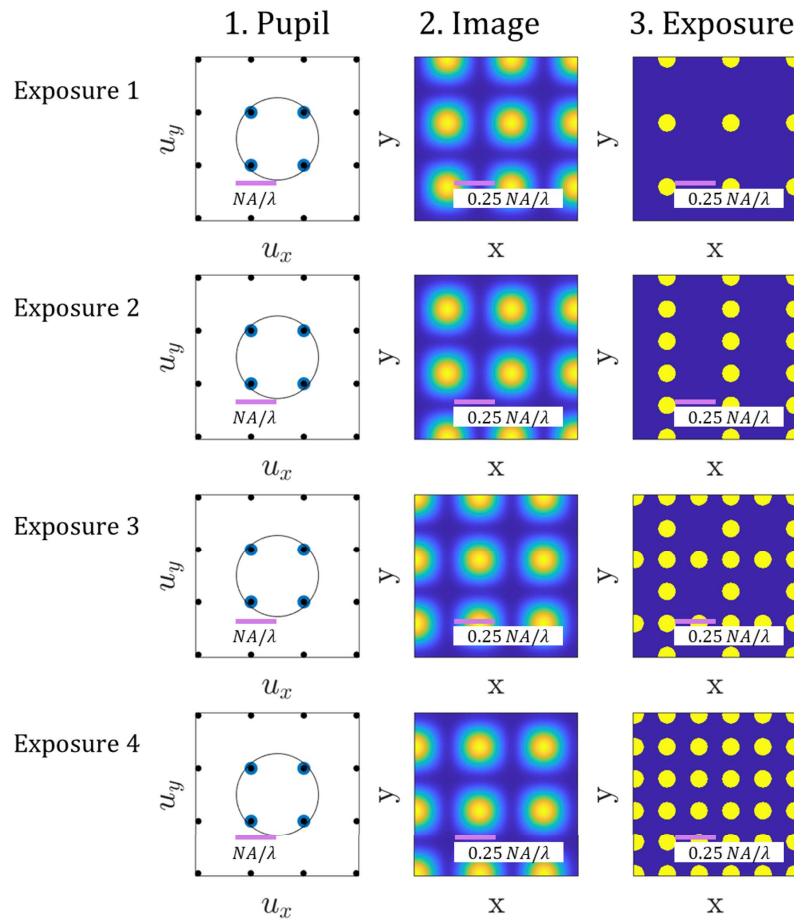 1. Pupil 2. Image 3. Exposure
Exposure 1
u_y
y
y
NA/λ
0.25 NA/λ
0.25 NA/λ
u_x
x
x
Exposure 2
u_y
y
y
NA/λ
0.25 NA/λ
0.25 NA/λ
u_x
x
x
Exposure 3
u_y
y
y
NA/λ
0.25 NA/λ
0.25 NA/λ
u_x
x
x
Exposure 4
u_y
y
y
NA/λ
0.25 NA/λ
0.25 NA/λ
u_x
x
x